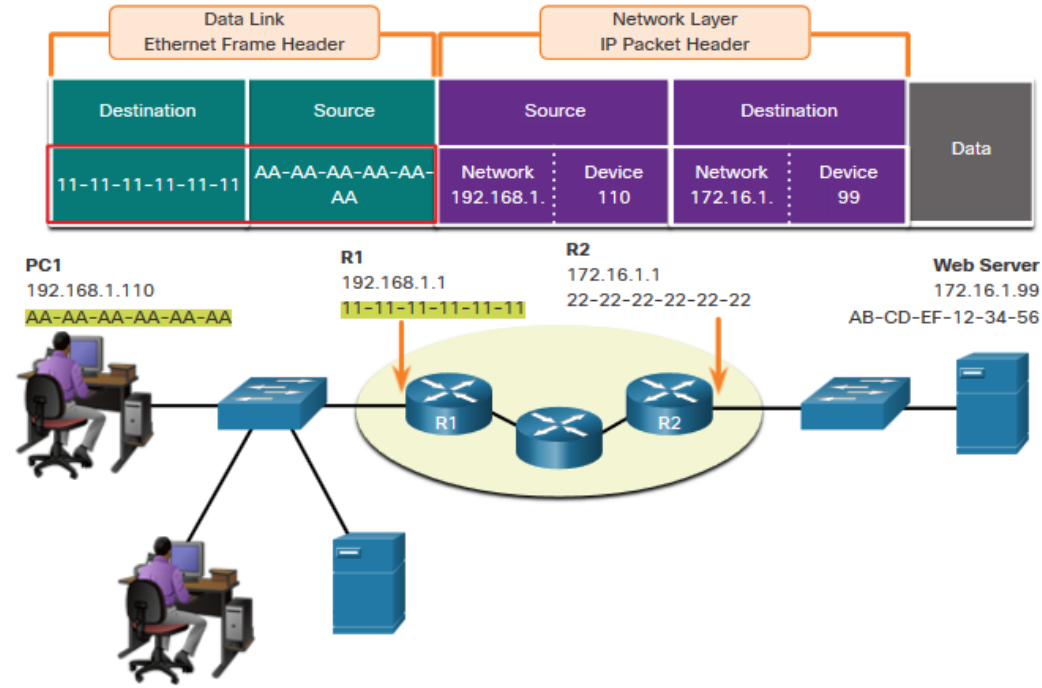 Data Link
Ethernet Frame Header
Network Layer
IP Packet Header
Destination
Source
Source
Destination
Data
11-11-11-11-11-11
AA-AA-AA-AA-AA-
AA
Network
192.168.1.
Device
110
Network
172.16.1.
Device
99
PC1
192.168.1.110
AA-AA-AA-AA-AA-AA
R1
192.168.1.1
11-11-11-11-11-11
R2
172.16.1.1
22-22-22-22-22-22
Web Server
172.16.1.99
AB-CD-EF-12-34-56
R1
R2